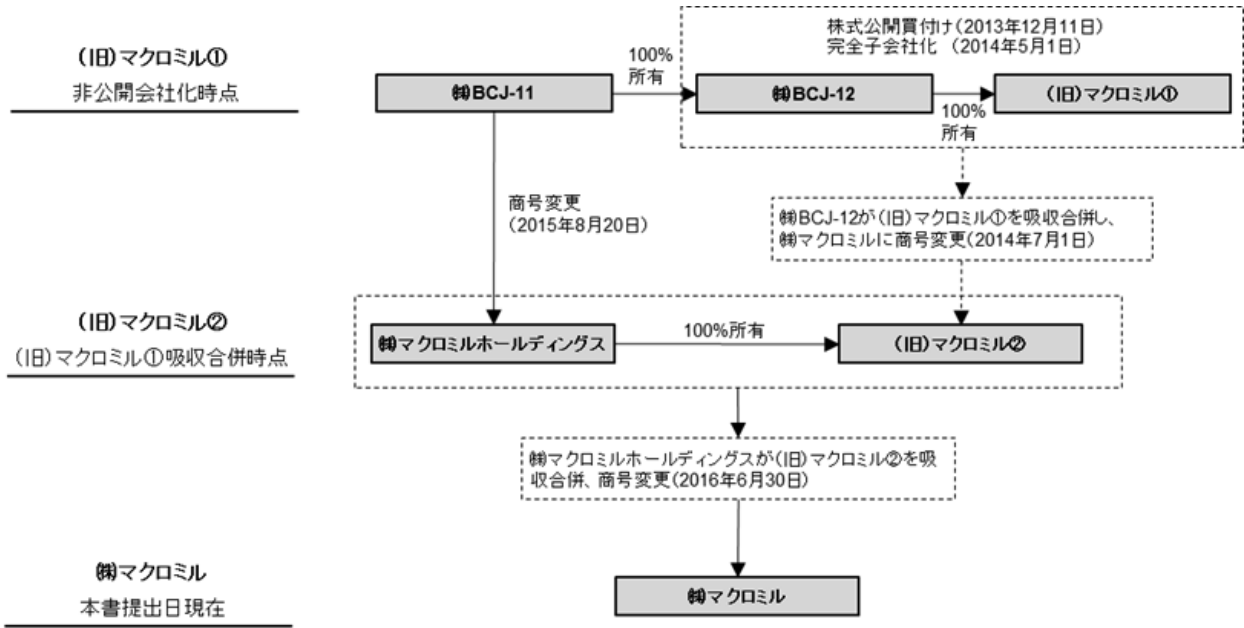 株式公開買付け(2013年12月11日)
完全子会社化 (2014年5月1日)
(旧)マクロミル①
非公開会社化時点
㈱BCJ-11
100%
所有
㈱BCJ-12
100%
所有
(旧)マクロミル①
商号変更
(2015年8月20日)
㈱BCJ-12が(旧)マクロミル①を吸収合併し、
㈱マクロミルに商号変更(2014年7月1日)
(旧)マクロミル②
(旧)マクロミル①吸収合併時点
㈱マクロミルホールディングス
100%所有
(旧)マクロミル②
㈱マクロミルホールディングスが(旧)マクロミル②を吸
収合併、商号変更(2016年6月30日)
㈱マクロミル
本書提出日現在
㈱マクロミル